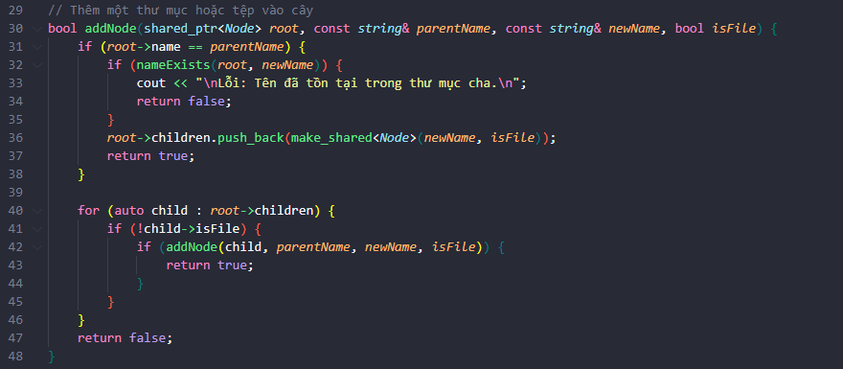 29 // Thêm một thư mục hoặc tệp vào cây
30 bool addNode(shared_ptr<Node> root, const string& parentName, const string& newName, bool isFile) {
31     if (root->name == parentName) {
32         if (nameExists(root, newName)) {
33             cout << "\nLỗi: Tên đã tồn tại trong thư mục cha.\n";
34             return false;
35         }
36         root->children.push_back(make_shared<Node>(newName, isFile));
37         return true;
38     }
39
40     for (auto child : root->children) {
41         if (!child->isFile) {
42             if (addNode(child, parentName, newName, isFile)) {
43                 return true;
44             }
45         }
46     }
47     return false;
48 }